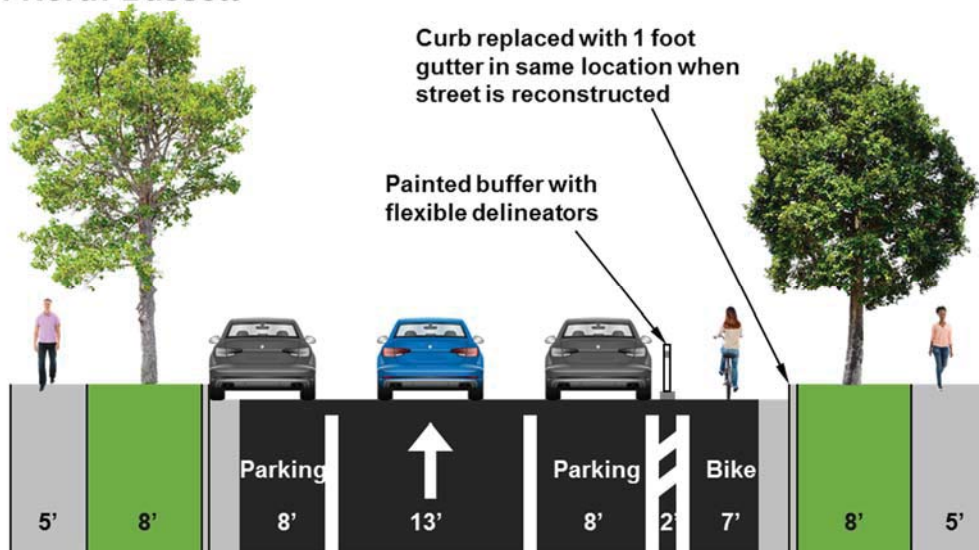 Curb replaced with 1 foot
gutter in same location when
street is reconstructed
Painted buffer with
flexible delineators
Parking
Parking
Bike
5’
8’
8’
13’
8’
2’
7’
8’
5’